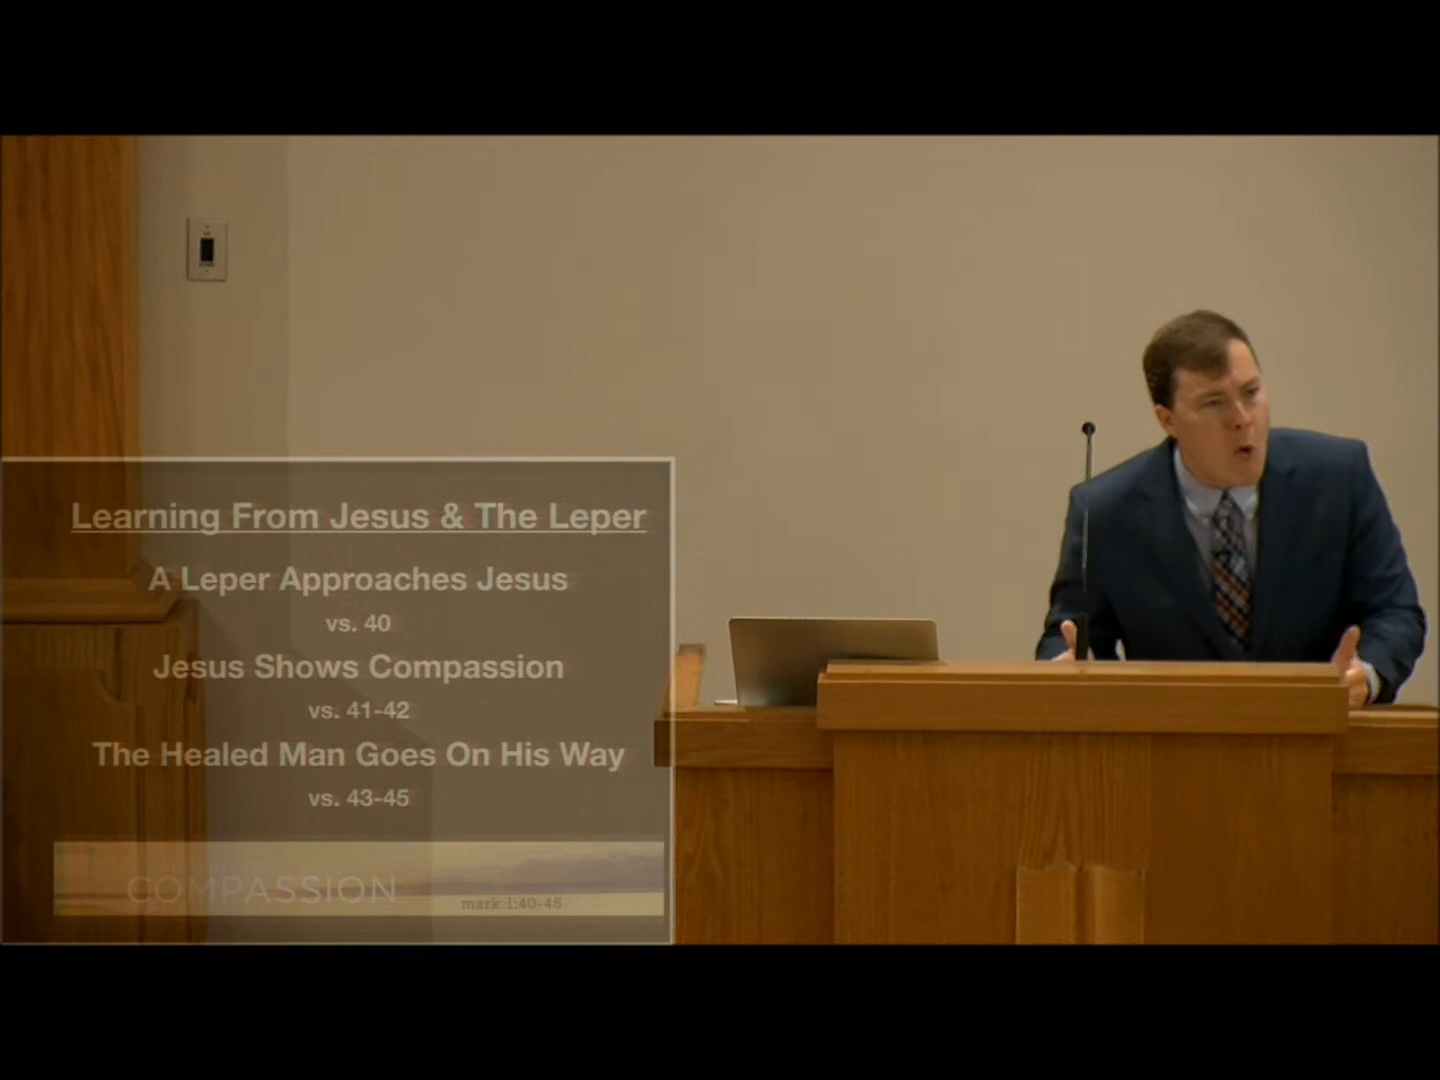 Learning From Jesus & The Leper
A Leper Approaches Jesus
vs. 40
Jesus Shows Compassion
vs. 41-42
The Healed Man Goes On His Way
vs. 43-45
COMPASSION
mark 1:40-45